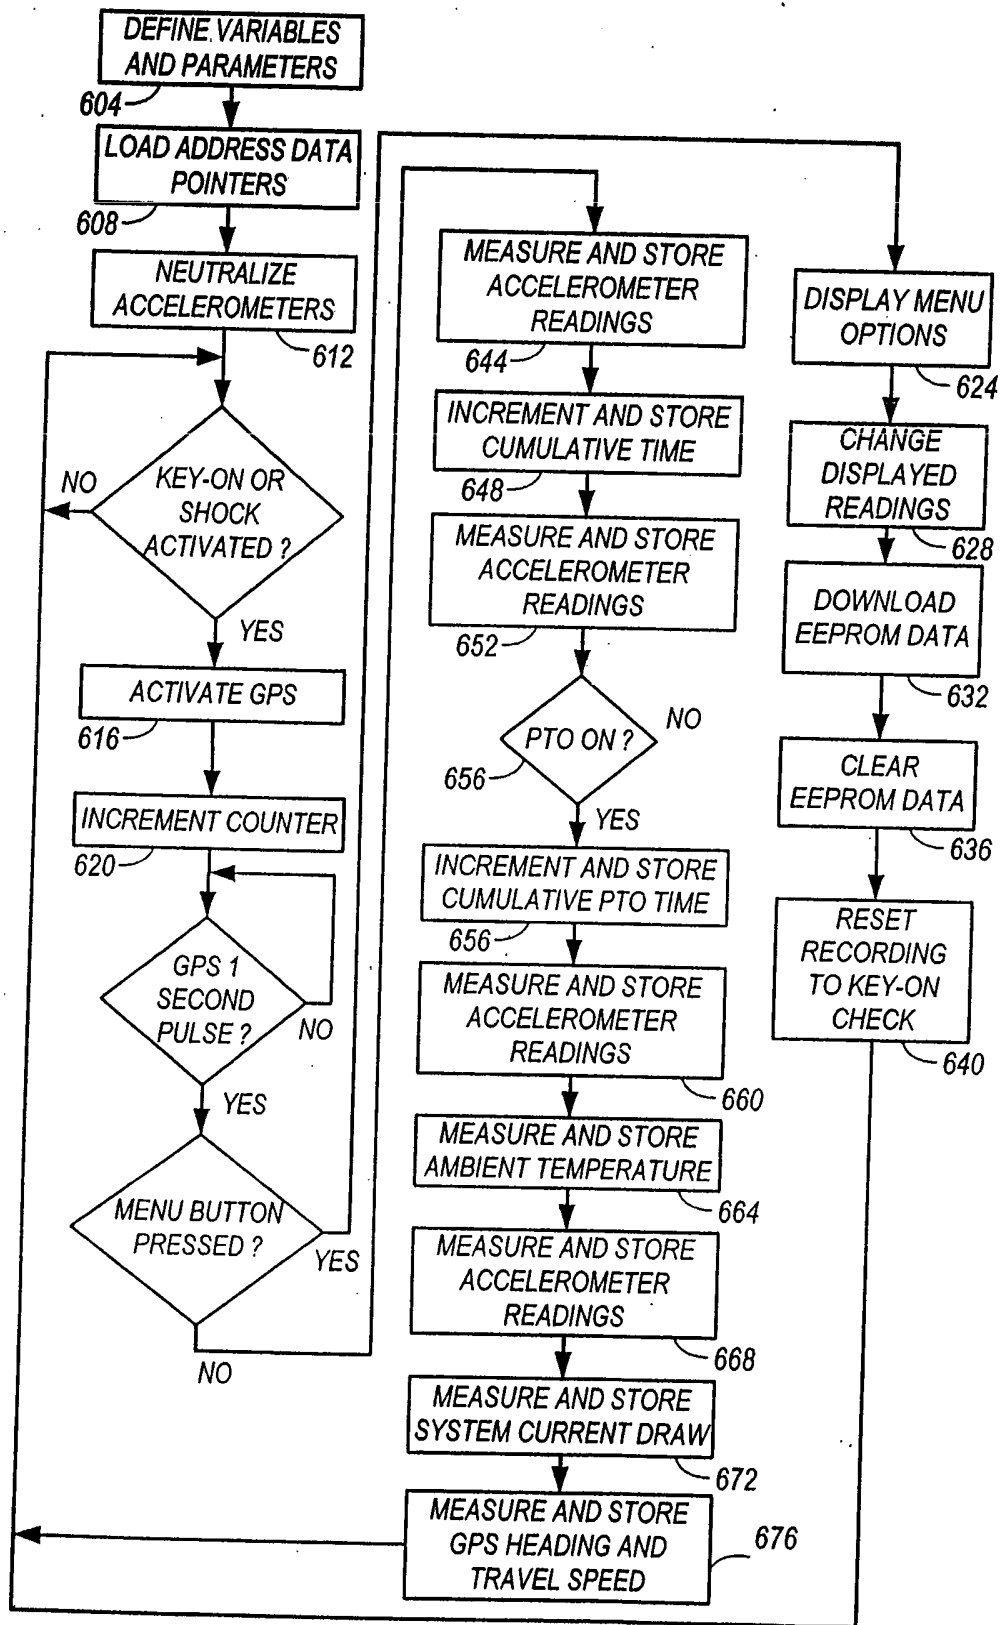 DEFINE VARIABLES
AND PARAMETERS
604
LOAD ADDRESS DATA
POINTERS
608
NEUTRALIZE
ACCELEROMETERS
612
KEY-ON OR
SHOCK
ACTIVATED ?
NO
YES
ACTIVATE GPS
616
INCREMENT COUNTER
620
GPS 1
SECOND
PULSE ?
NO
YES
MENU BUTTON
PRESSED ?
YES
NO
MEASURE AND STORE
ACCELEROMETER
READINGS
644
INCREMENT AND STORE
CUMULATIVE TIME
648
MEASURE AND STORE
ACCELEROMETER
READINGS
652
PTO ON ?
NO
656
YES
INCREMENT AND STORE
CUMULATIVE PTO TIME
656
MEASURE AND STORE
ACCELEROMETER
READINGS
660
MEASURE AND STORE
AMBIENT TEMPERATURE
664
MEASURE AND STORE
ACCELEROMETER
READINGS
668
MEASURE AND STORE
SYSTEM CURRENT DRAW
672
MEASURE AND STORE
GPS HEADING AND
TRAVEL SPEED
676
DISPLAY MENU
OPTIONS
624
CHANGE
DISPLAYED
READINGS
628
DOWNLOAD
EEPROM DATA
632
CLEAR
EEPROM DATA
636
RESET
RECORDING
TO KEY-ON
CHECK
640